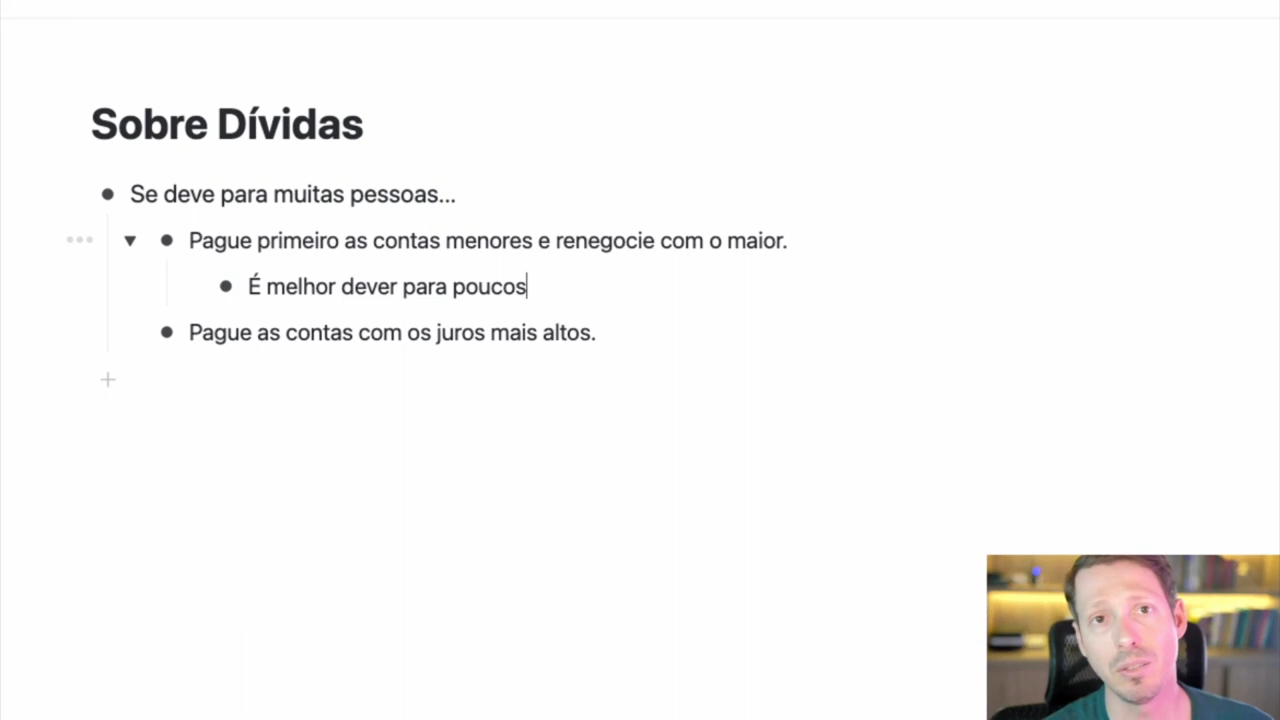 Sobre Dívidas
Se deve para muitas pessoas...
Pague primeiro as contas menores e renegocie com o maior.
É melhor dever para poucos
Pague as contas com os juros mais altos.